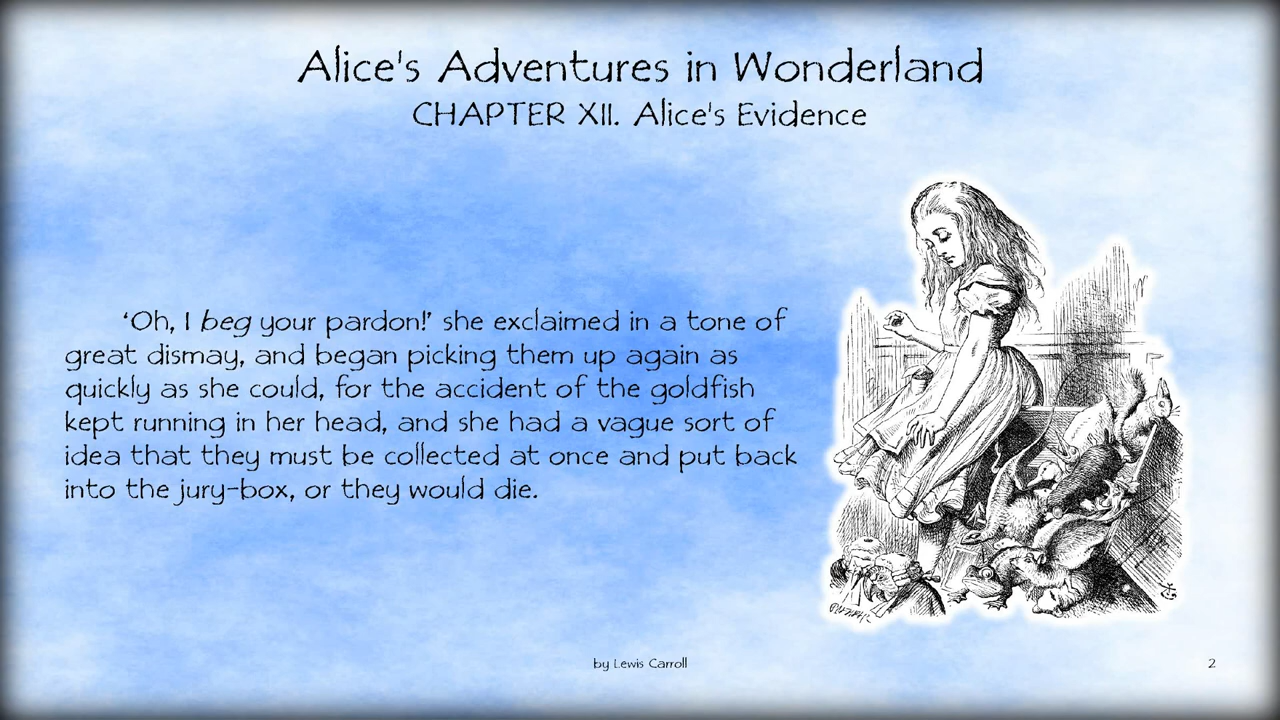 Alice's Adventures in Wonderland
CHAPTER XII. Alice's Evidence
‘Oh, I beg your pardon!’ she exclaimed in a tone of
great dismay, and began picking them up again as
quickly as she could, for the accident of the goldfish
kept running in her head, and she had a vague sort of
idea that they must be collected at once and put back
into the jury-box, or they would die.
by Lewis Carroll
2